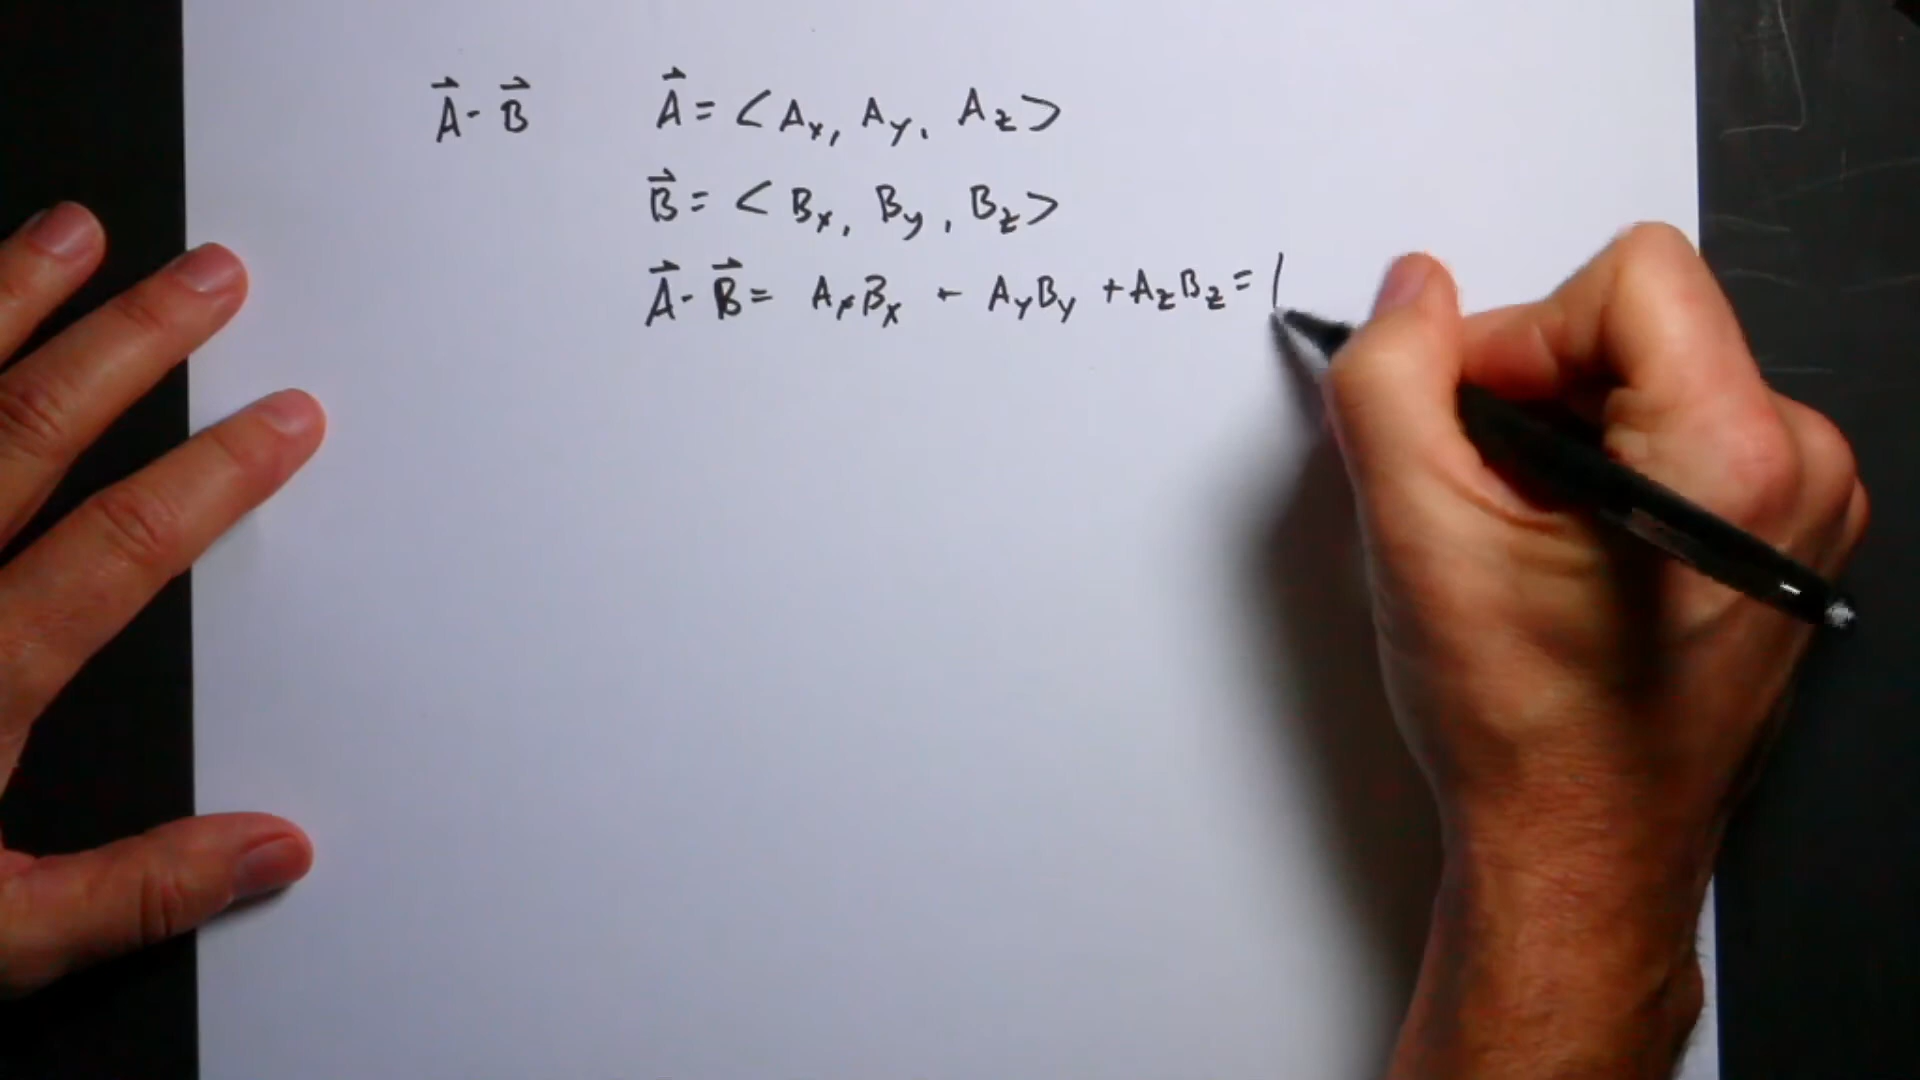 A⃗ · B⃗ A⃗ = < Aₓ, Aᵧ, A_z >
B⃗ = < Bₓ, Bᵧ, B_z >
A⃗ · B⃗ = AₓBₓ + AᵧBᵧ + A_zB_z = |